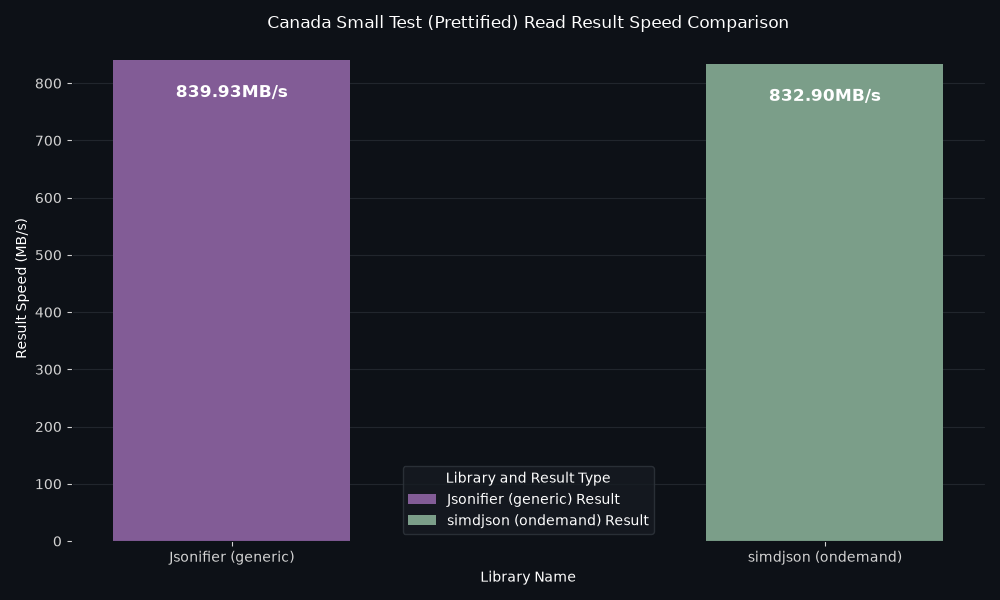 Canada Small Test (Prettified) Read Result Speed Comparison
839.93MB/s
832.90MB/s
800
700
600
500
400
300
200
100
0
Result Speed (MB/s)
Library and Result Type
Jsonifier (generic) Result
simdjson (ondemand) Result
Jsonifier (generic)
simdjson (ondemand)
Library Name